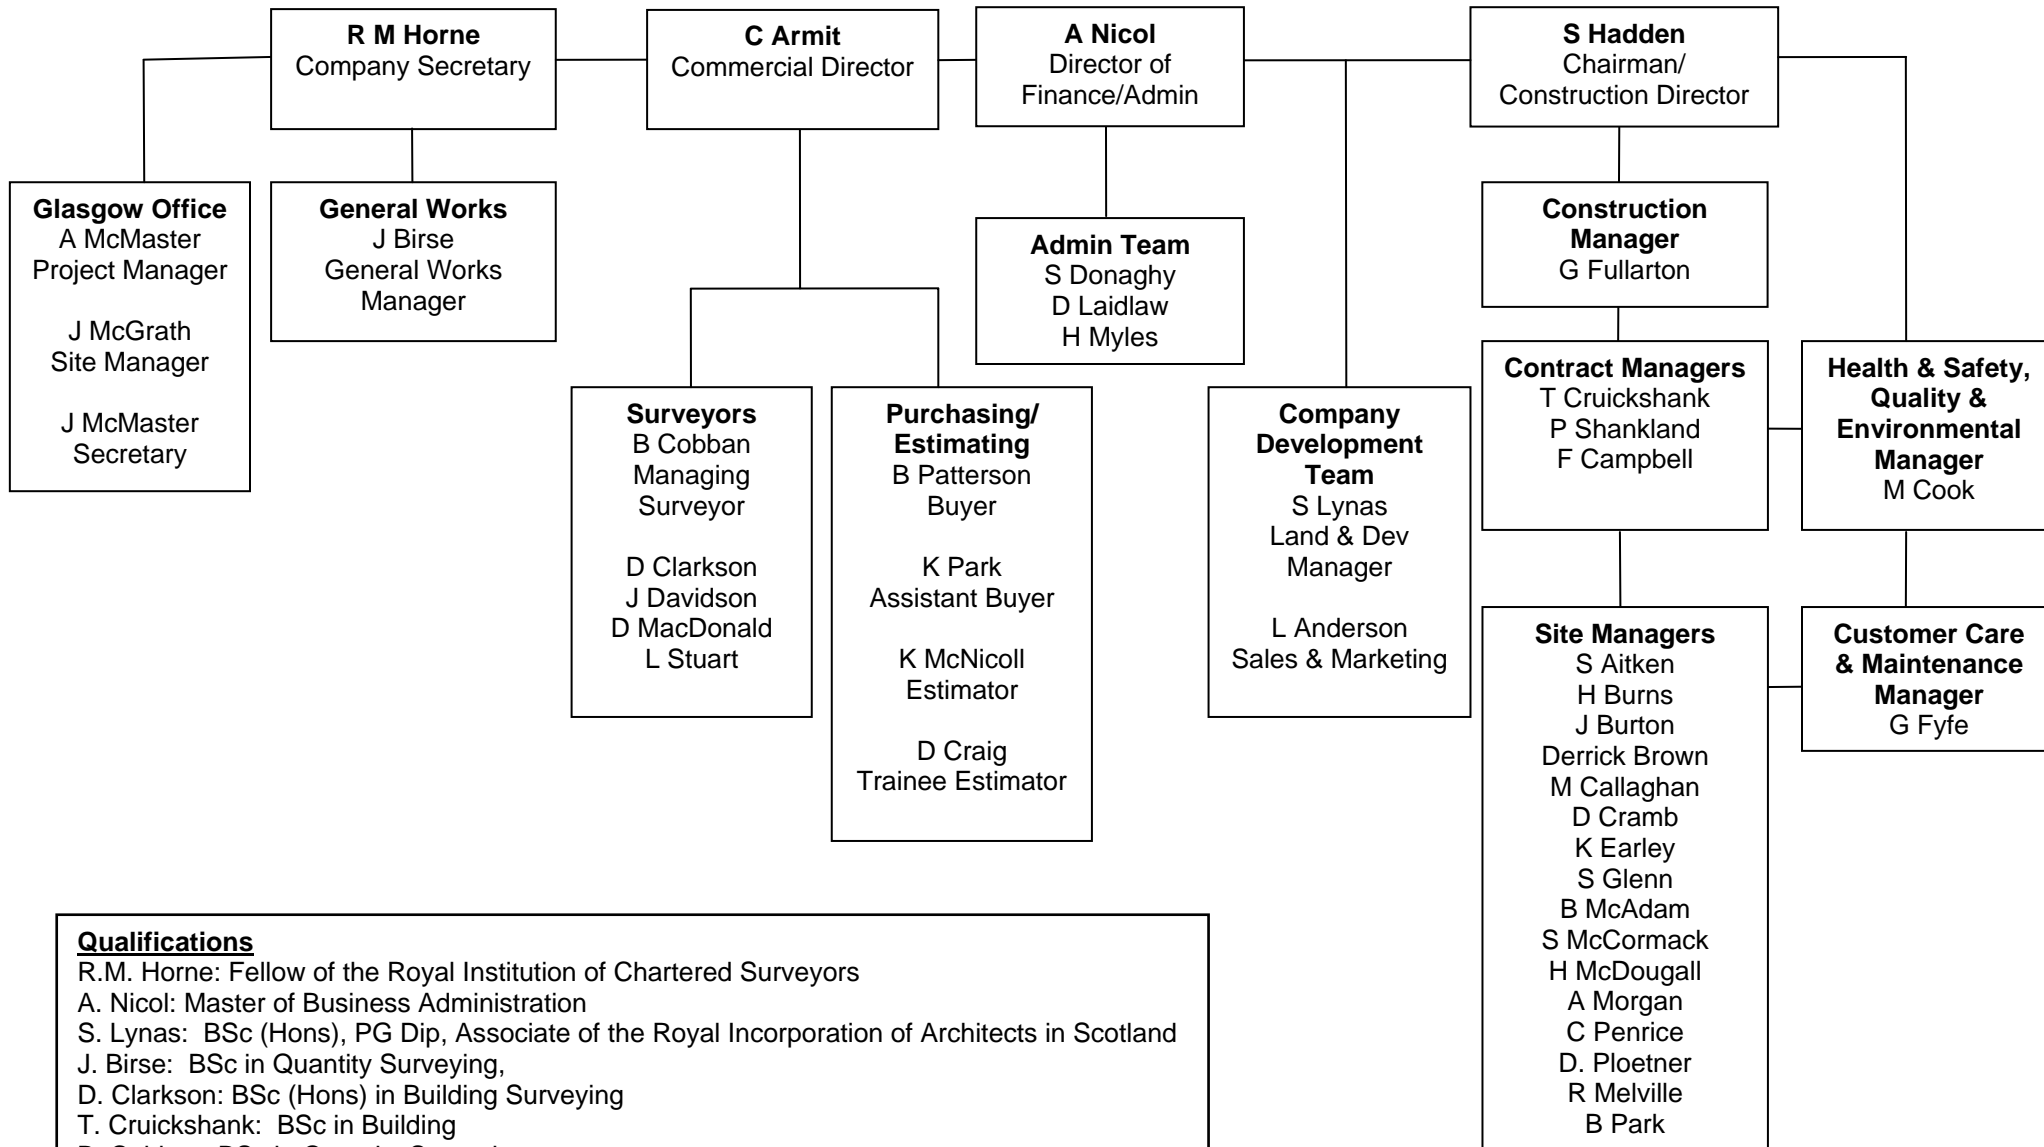 R M Horne
Company Secretary
C Armit
Commercial Director
A Nicol
Director of
Finance/Admin
S Hadden
Chairman/
Construction Director
Glasgow Office
A McMaster
Project Manager
J McGrath
Site Manager
J McMaster
Secretary
General Works
J Birse
General Works
Manager
Admin Team
S Donaghy
D Laidlaw
H Myles
Construction
Manager
G Fullarton
Contract Managers
T Cruickshank
P Shankland
F Campbell
Health & Safety,
Quality &
Environmental
Manager
M Cook
Surveyors
B Cobban
Managing
Surveyor
D Clarkson
J Davidson
D MacDonald
L Stuart
Purchasing/
Estimating
B Patterson
Buyer
K Park
Assistant Buyer
K McNicoll
Estimator
D Craig
Trainee Estimator
Company
Development
Team
S Lynas
Land & Dev
Manager
L Anderson
Sales & Marketing
Site Managers
S Aitken
H Burns
J Burton
Derrick Brown
M Callaghan
D Cramb
K Earley
S Glenn
B McAdam
S McCormack
H McDougall
A Morgan
C Penrice
D. Ploetner
R Melville
B Park
Customer Care
& Maintenance
Manager
G Fyfe
Qualifications
R.M. Horne: Fellow of the Royal Institution of Chartered Surveyors
A. Nicol: Master of Business Administration
S. Lynas:  BSc (Hons), PG Dip, Associate of the Royal Incorporation of Architects in Scotland
J. Birse:  BSc in Quantity Surveying,
D. Clarkson: BSc (Hons) in Building Surveying
T. Cruickshank:  BSc in Building